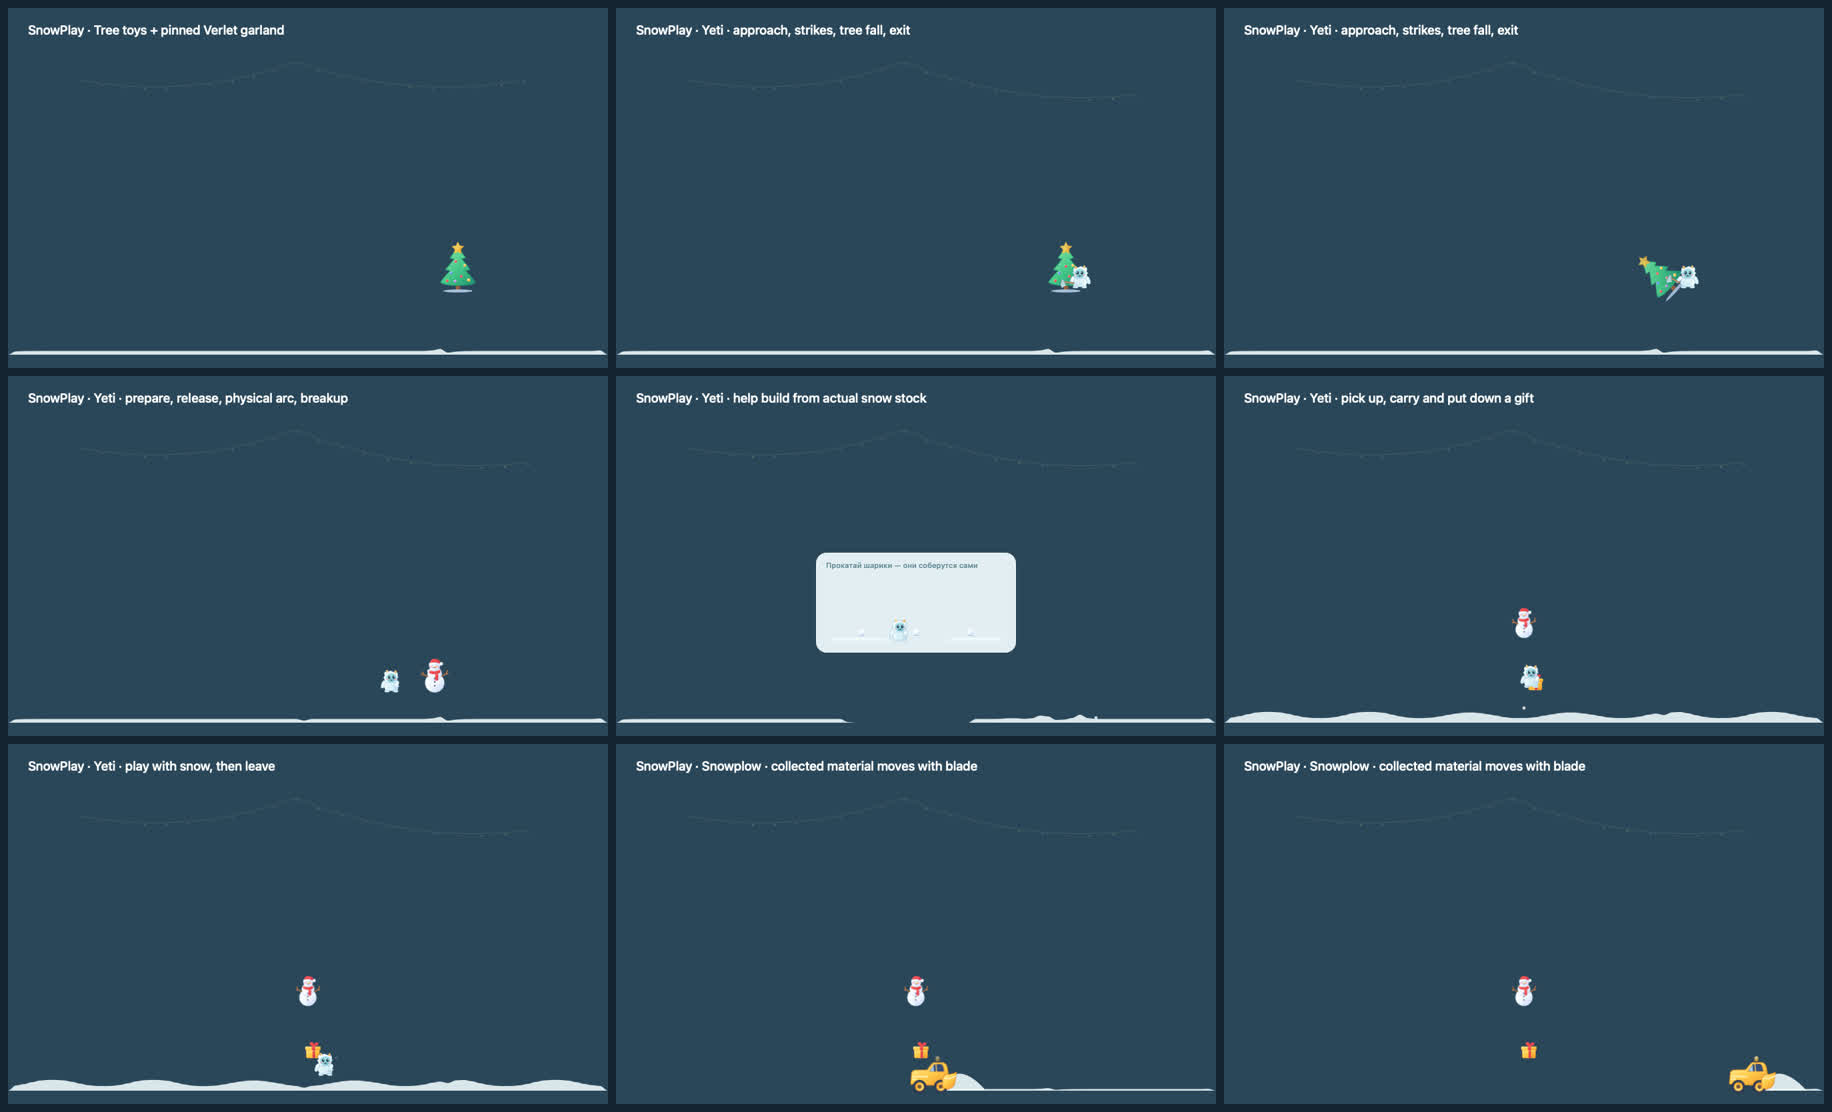 SnowPlay · Tree toys + pinned Verlet garland
SnowPlay · Yeti · approach, strikes, tree fall, exit
SnowPlay · Yeti · approach, strikes, tree fall, exit
SnowPlay · Yeti · prepare, release, physical arc, breakup
SnowPlay · Yeti · help build from actual snow stock
Прокатай шарики — они соберутся сами
SnowPlay · Yeti · pick up, carry and put down a gift
SnowPlay · Yeti · play with snow, then leave
SnowPlay · Snowplow · collected material moves with blade
SnowPlay · Snowplow · collected material moves with blade